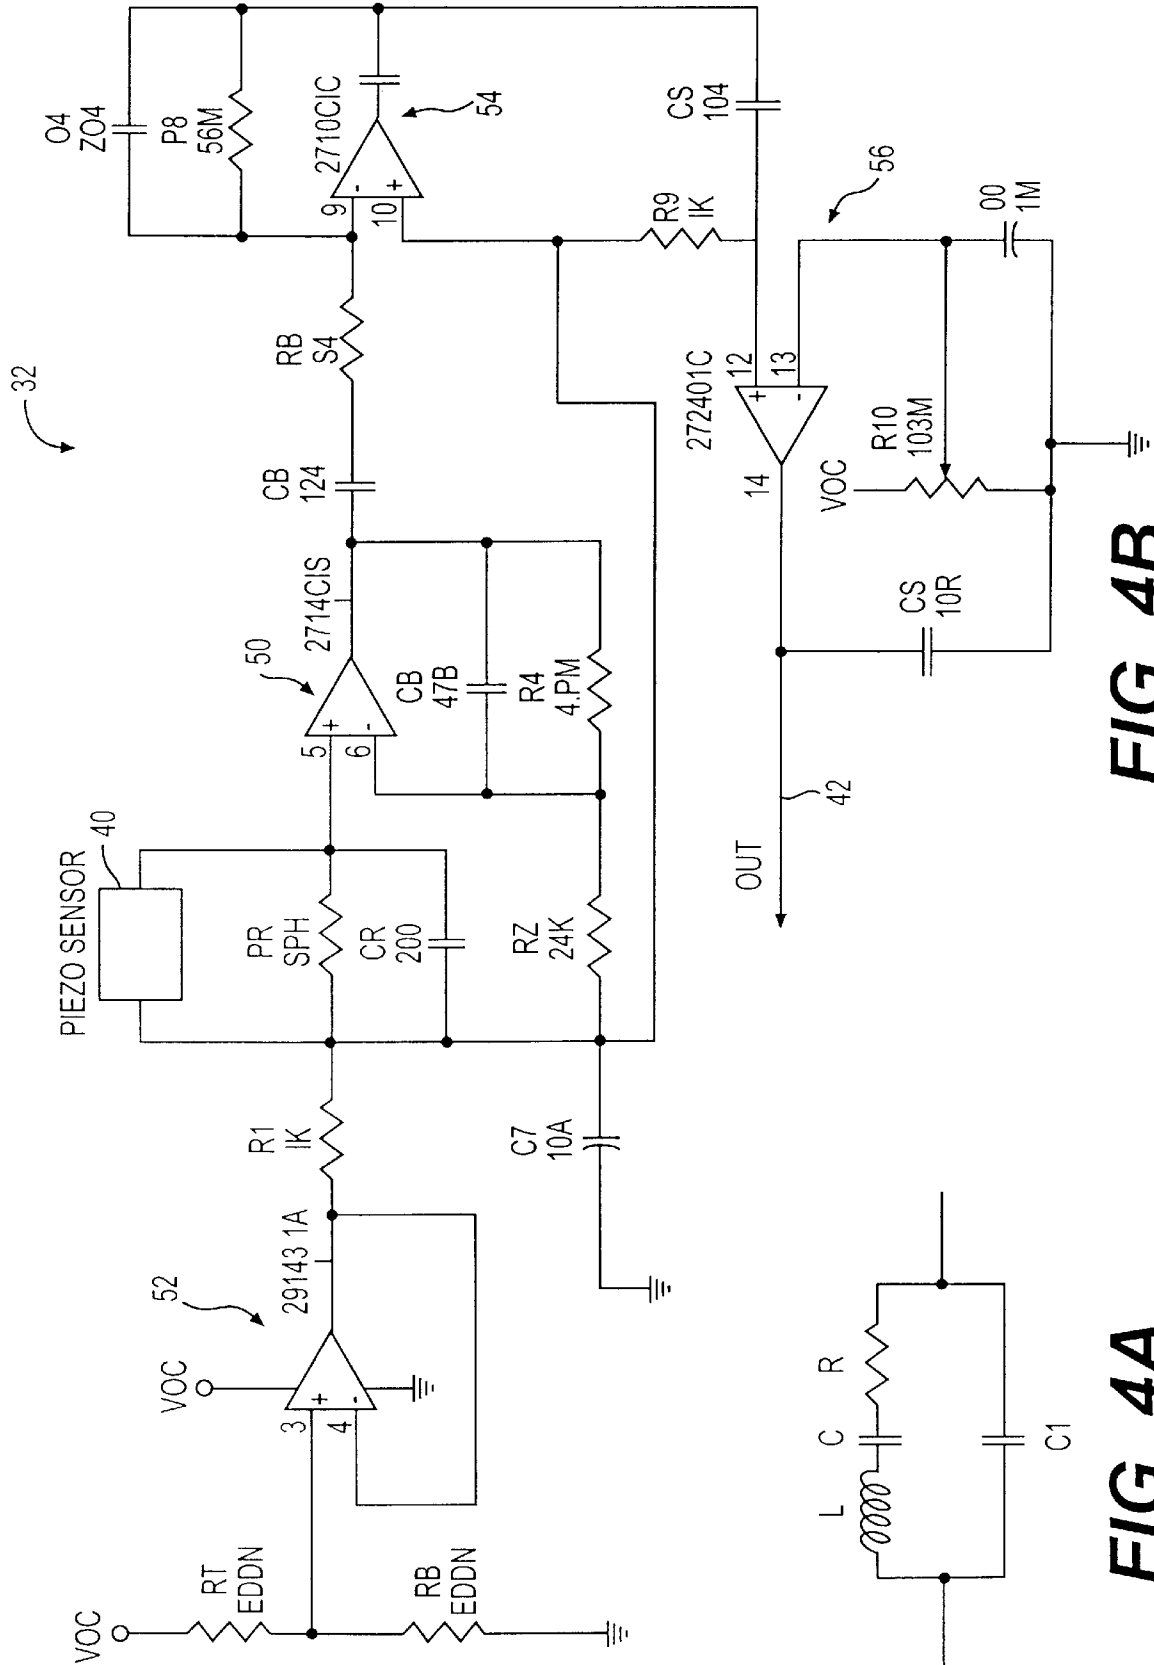 32
O4
ZO4
P8
56M
2710CIC
9
10
-
+
54
RB
S4
CB
124
2714CIS
50
5
6
+
-
CB
47B
R4
4.PM
PIEZO SENSOR
40
PR
SPH
CR
200
RZ
24K
R1
IK
C7
10A
29143 1A
52
VOC
3
4
+
-
VOC
RT
EDDN
RB
EDDN
R9
IK
CS
104
56
272401C
12
13
+
-
14
VOC
R10
103M
OO
1M
CS
10R
OUT
42
FIG 4B
L
C
R
C1
FIG 4A